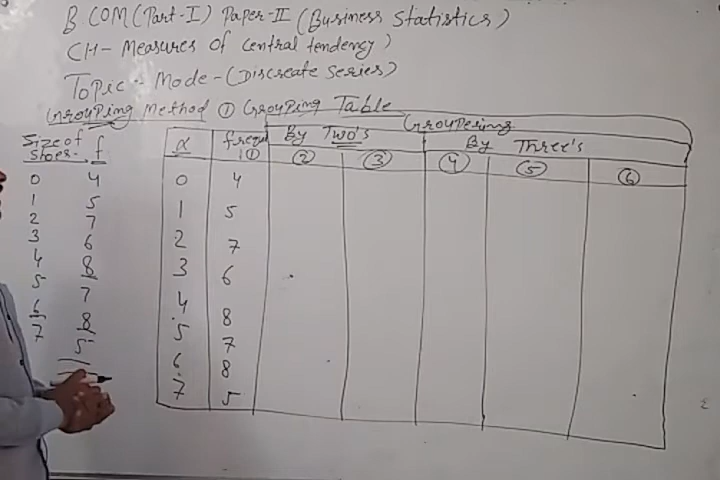 B COM (Part-I) Paper-II (Business Statistics)
CH- Measures of Central tendency)
Topic - Mode - (Discreate Series)
Grouping Method ① Grouping Table
Size of shoes. f
0 4
1 5
2 7
3 6
4 8
5 7
6 8
7 5
Groupering
x frequ ① By Two's By Three's
② ③ ④ ⑤ ⑥
0 4
1 5
2 7
3 6
4 8
5 7
6 8
7 5